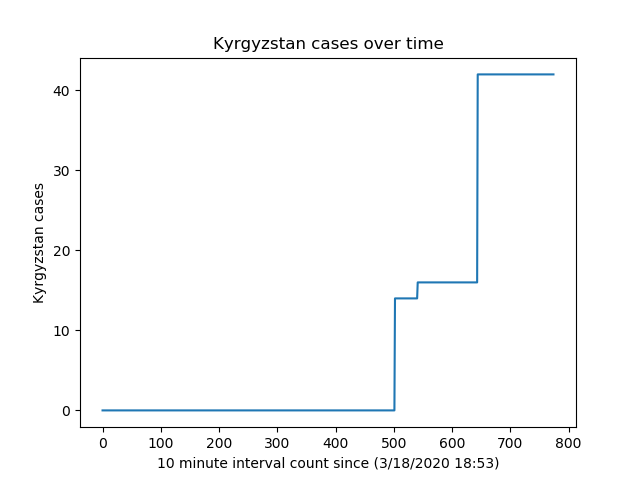 Kyrgyzstan cases over time
Kyrgyzstan cases
40
30
20
10
0
0 100 200 300 400 500 600 700 800
10 minute interval count since (3/18/2020 18:53)